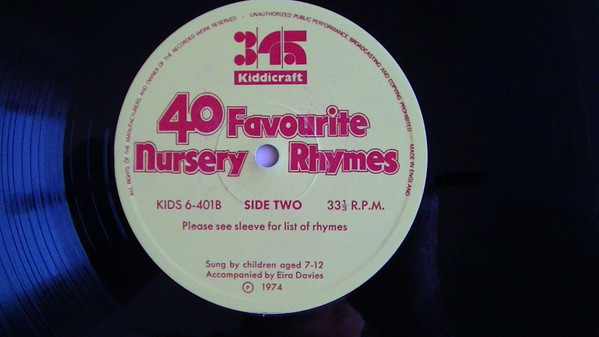 ALL RIGHTS OF THE MANUFACTURERS AND OWNER OF THE RECORDED WORK RESERVED - UNAUTHORIZED PUBLIC PERFORMANCE, BROADCASTING AND COPYING PROHIBITED MADE IN ENGLAND
345
Kiddicraft
40 Favourite
Nursery Rhymes
KIDS 6-401B SIDE TWO 33⅓ R.P.M.
Please see sleeve for list of rhymes
Sung by children aged 7-12
Accompanied by Eira Davies
Ⓟ 1974